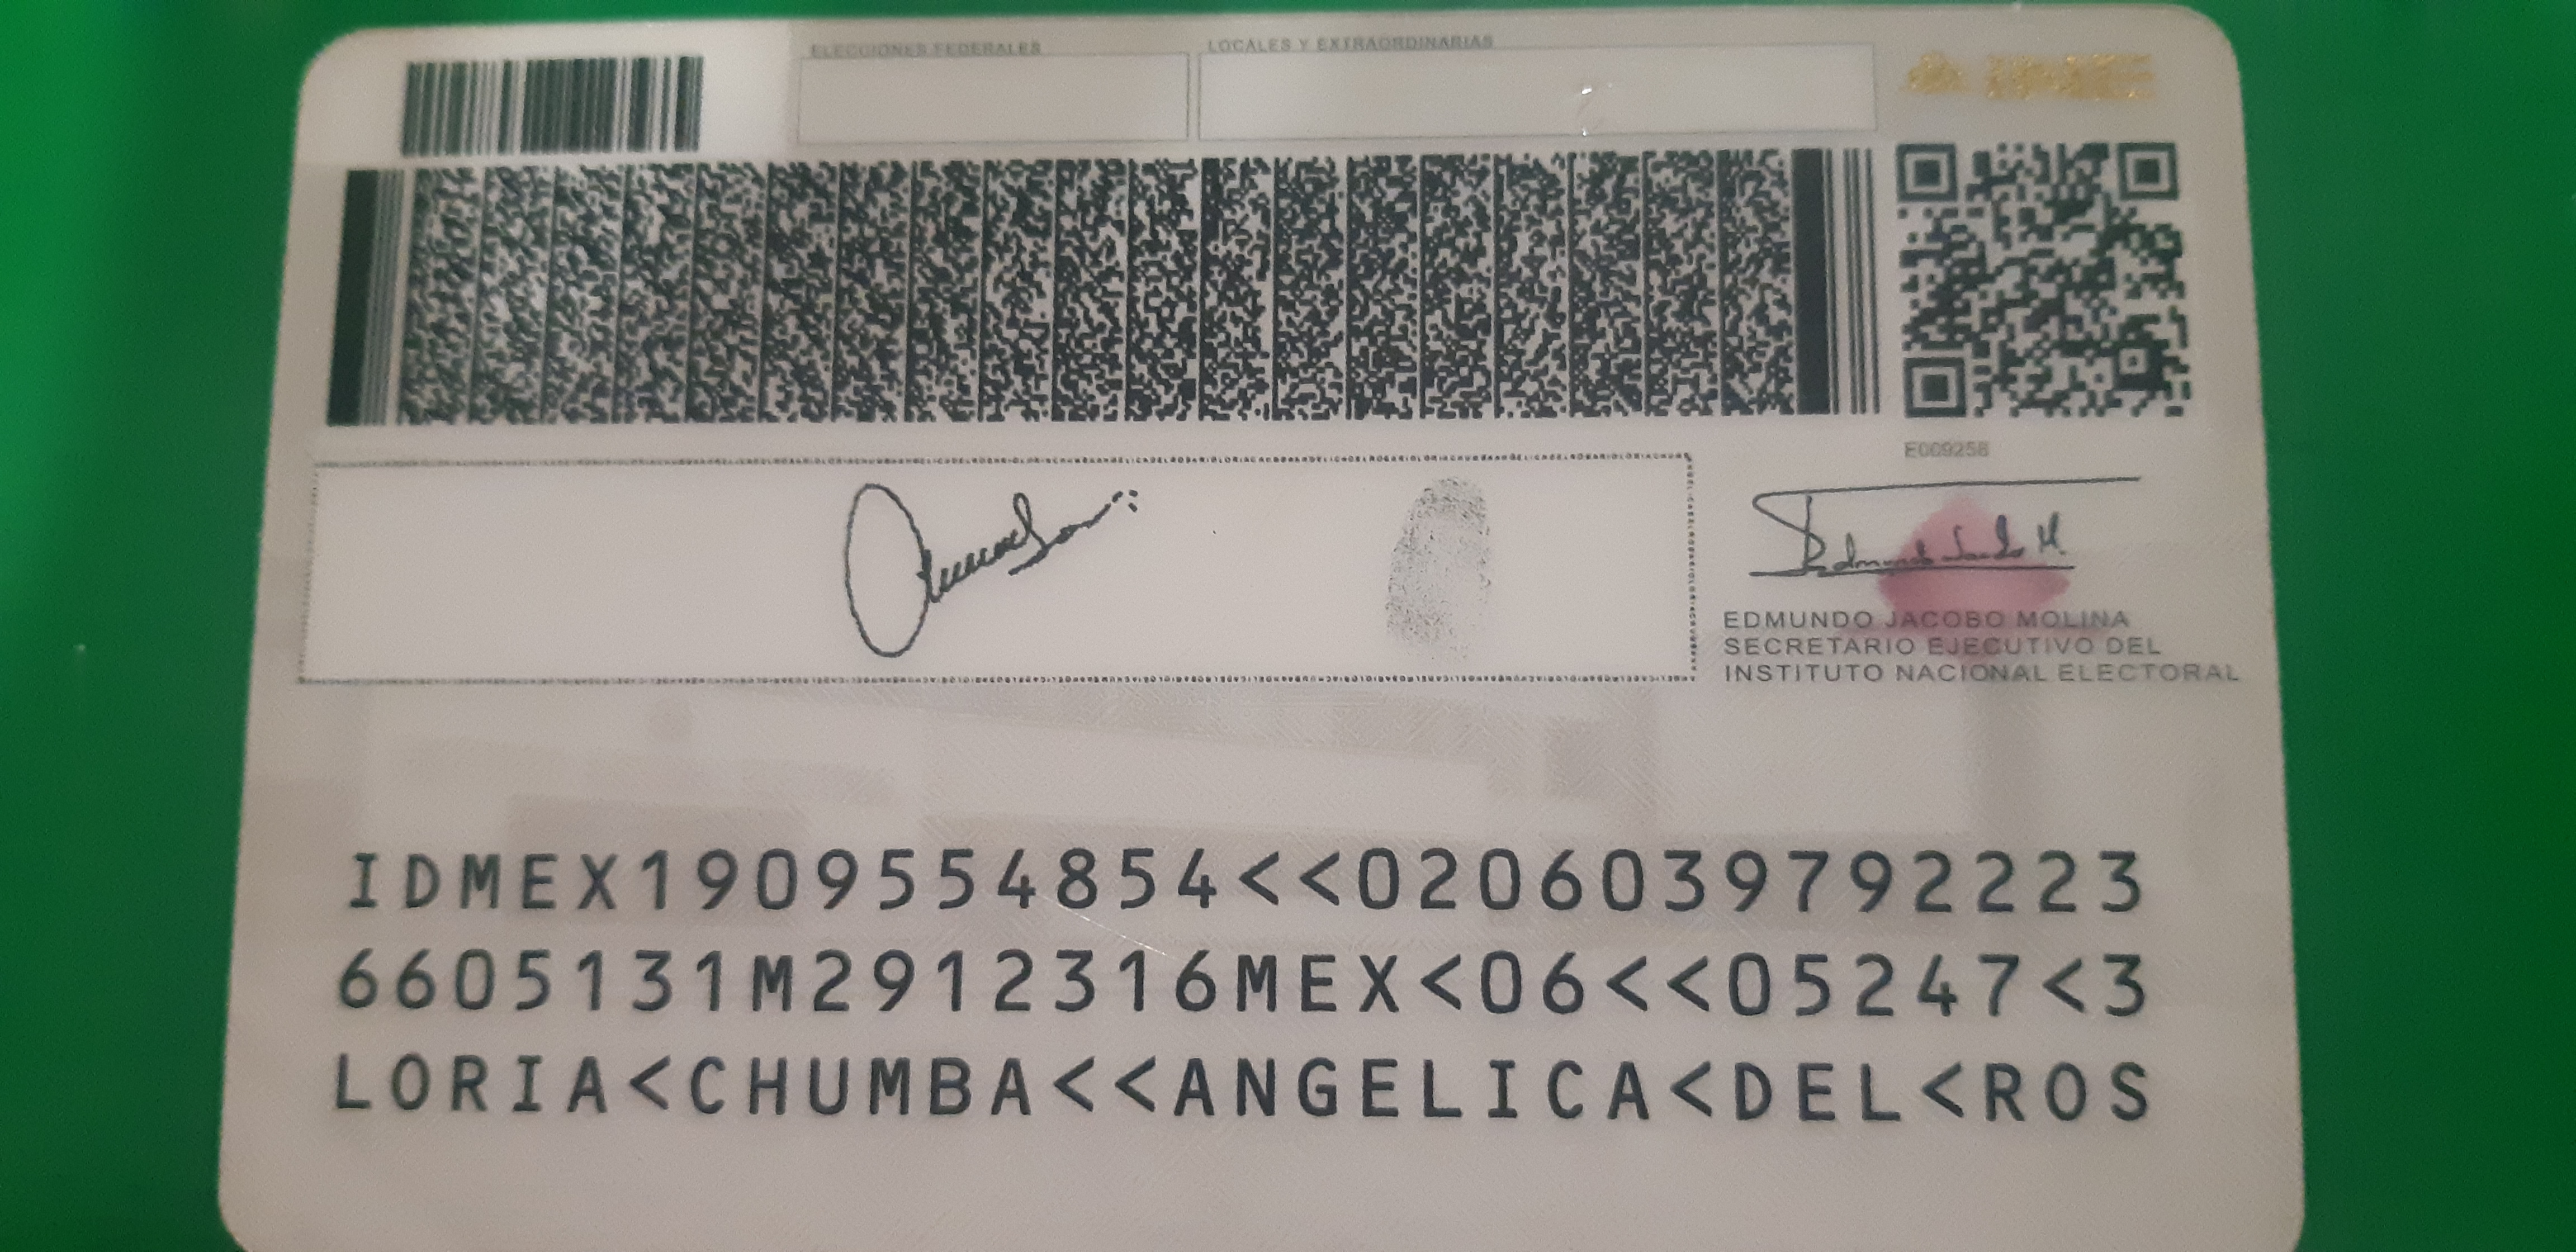 ELECCIONES FEDERALES
LOCALES Y EXTRAORDINARIAS
INE
E009258
EDMUNDO JACOBO MOLINA
SECRETARIO EJECUTIVO DEL
INSTITUTO NACIONAL ELECTORAL
IDMEX1909554854<<0206039792223
6605131M2912316MEX<06<<05247<3
LORIA<CHUMBA<<ANGELICA<DEL<ROS